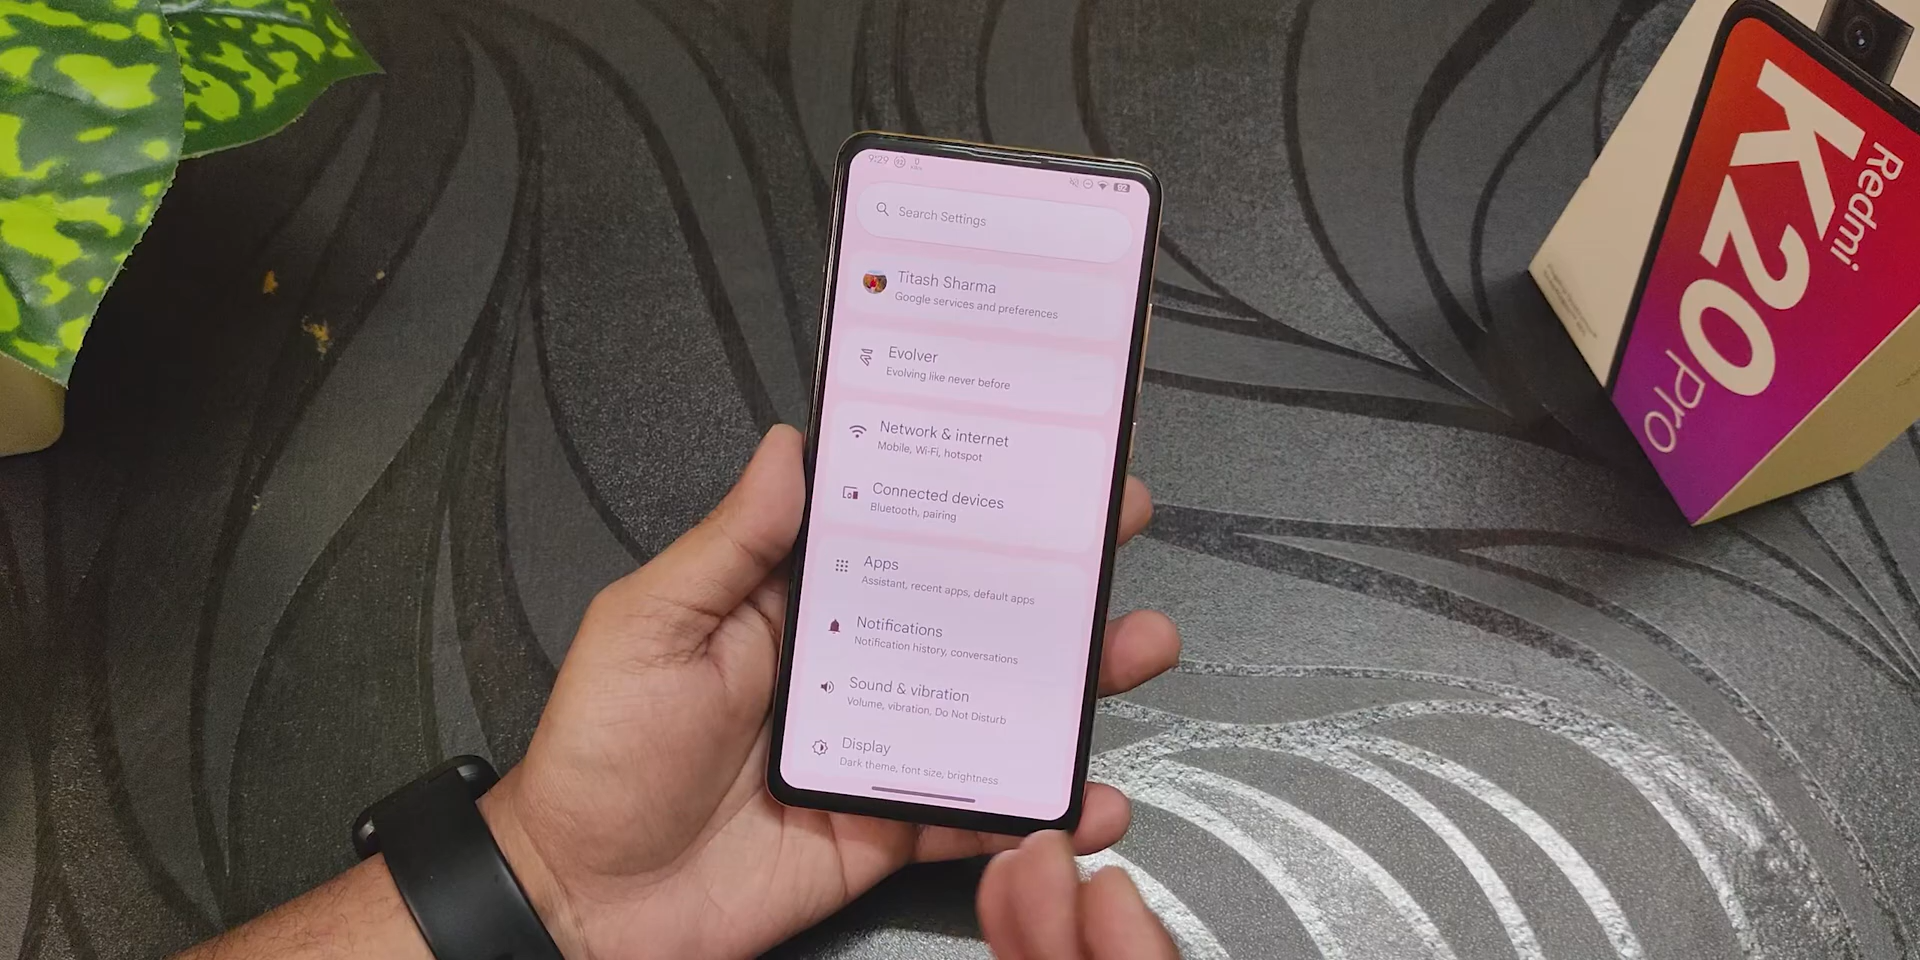 9:29
92
Search Settings
Titash Sharma
Google services and preferences
Evolver
Evolving like never before
Network & internet
Mobile, Wi-Fi, hotspot
Connected devices
Bluetooth, pairing
Apps
Assistant, recent apps, default apps
Notifications
Notification history, conversations
Sound & vibration
Volume, vibration, Do Not Disturb
Display
Dark theme, font size, brightness
Redmi
K20
Pro